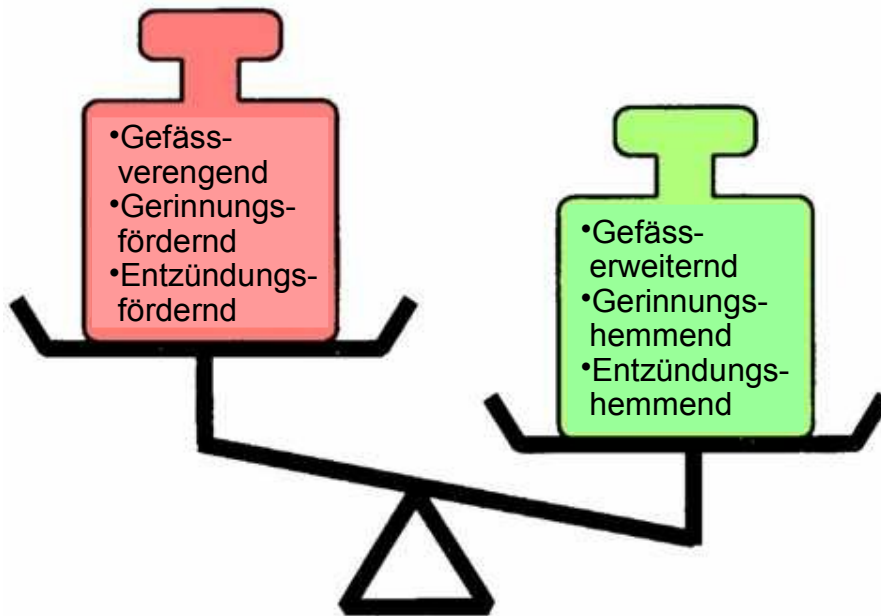 •Gefäss-
verengend
•Gerinnungs-
fördernd
•Entzündungs-
fördernd
•Gefäss-
erweiternd
•Gerinnungs-
hemmend
•Entzündungs-
hemmend